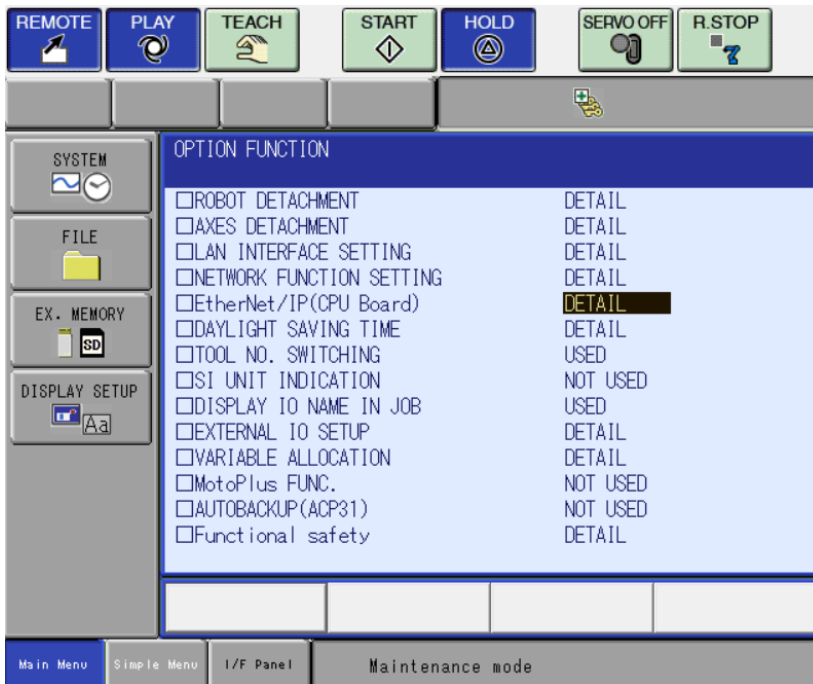 REMOTE PLAY TEACH START HOLD SERVO OFF R.STOP
SYSTEM
FILE
EX. MEMORY
SD
DISPLAY SETUP
Aa
OPTION FUNCTION
ROBOT DETACHMENT DETAIL
AXES DETACHMENT DETAIL
LAN INTERFACE SETTING DETAIL
NETWORK FUNCTION SETTING DETAIL
EtherNet/IP(CPU Board) DETAIL
DAYLIGHT SAVING TIME DETAIL
TOOL NO. SWITCHING USED
SI UNIT INDICATION NOT USED
DISPLAY IO NAME IN JOB USED
EXTERNAL IO SETUP DETAIL
VARIABLE ALLOCATION DETAIL
MotoPlus FUNC. NOT USED
AUTOBACKUP(ACP31) NOT USED
Functional safety DETAIL
Main Menu Simple Menu I/F Panel Maintenance mode